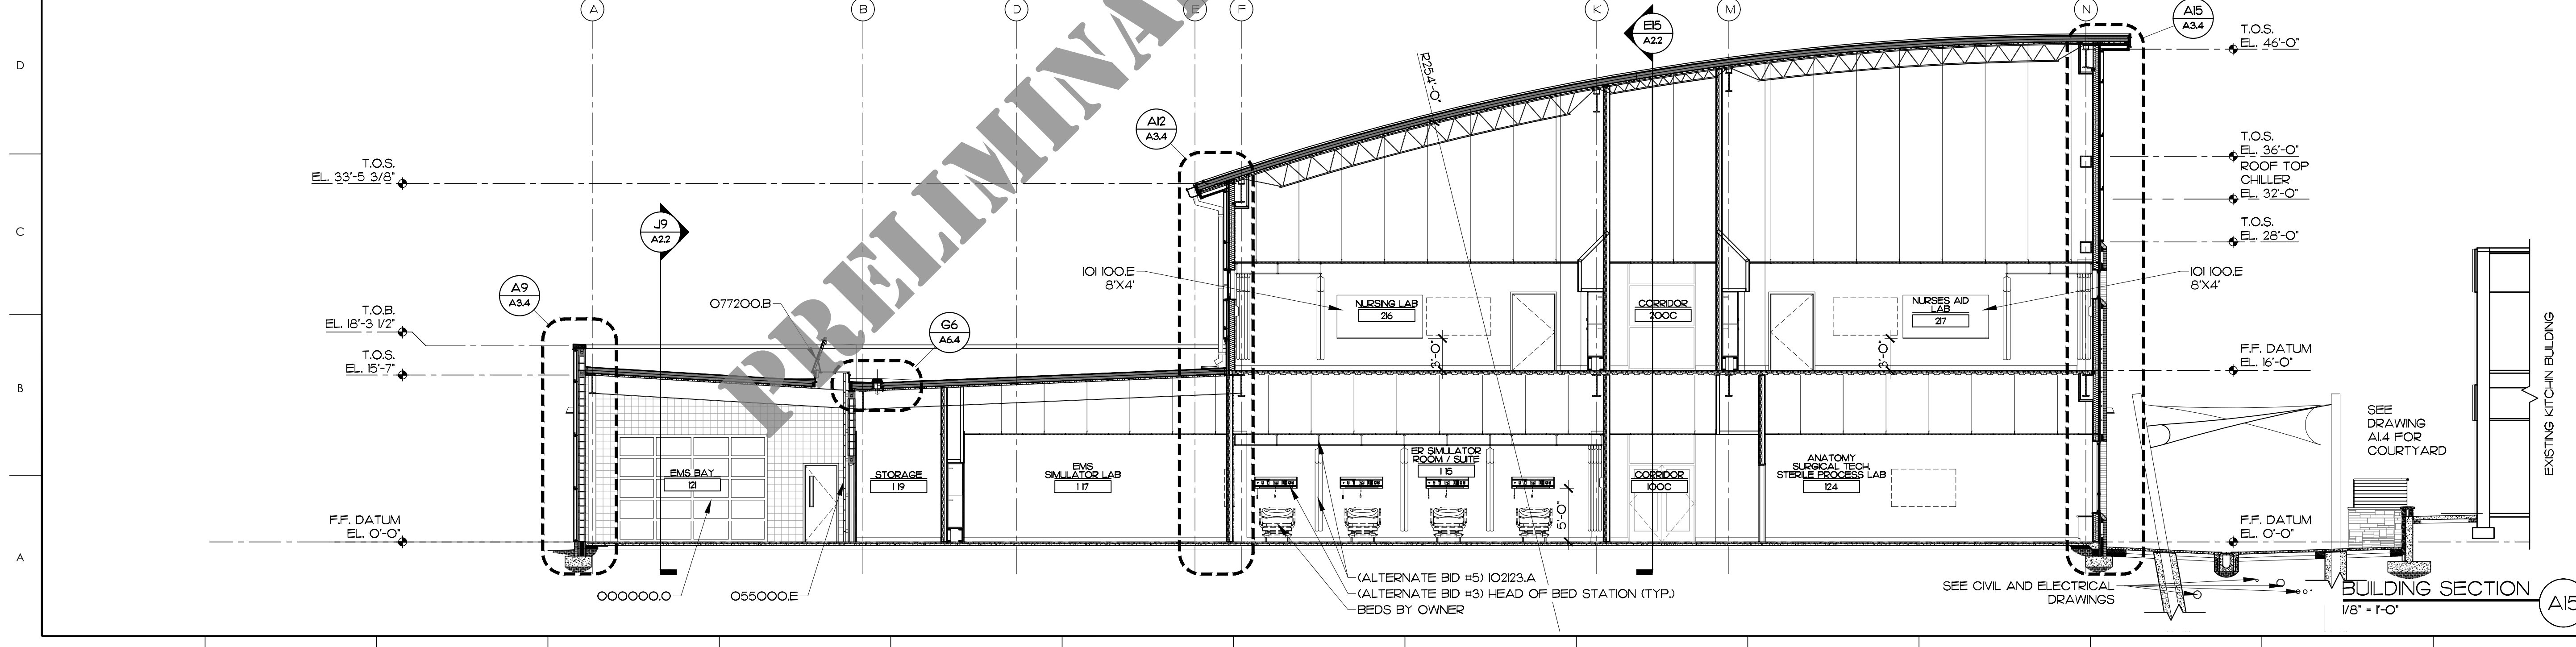 A
B
D
E
F
K
M
N
D
C
B
A
PRELIMINA
T.O.S.
EL. 33'-5 3/8"
T.O.B.
EL. 18'-3 1/2"
T.O.S.
EL. 15'-7"
F.F. DATUM
EL. 0'-0"
J9
A2.2
A9
A3.4
077200.B
G6
A6.4
A12
A3.4
E15
A2.2
A15
A3.4
R254'-0"
101 100.E
8'X4'
NURSING LAB
216
CORRIDOR
200C
NURSES AID
LAB
217
101 100.E
8'X4'
3'-0"
3'-0"
EMS BAY
121
STORAGE
119
EMS
SIMULATOR LAB
117
ER SIMULATOR
ROOM / SUITE
115
CORRIDOR
100C
ANATOMY
SURGICAL TECH.
STERILE PROCESS LAB
124
5'-0"
000000.0
055000.E
(ALTERNATE BID #5) 102123.A
(ALTERNATE BID #3) HEAD OF BED STATION (TYP.)
BEDS BY OWNER
T.O.S.
EL. 46'-0"
T.O.S.
EL. 36'-0"
ROOF TOP
CHILLER
EL. 32'-0"
T.O.S.
EL. 28'-0"
F.F. DATUM
EL. 16'-0"
F.F. DATUM
EL. 0'-0"
SEE
DRAWING
A1.4 FOR
COURTYARD
EXISTING KITCHIN BUILDING
SEE CIVIL AND ELECTRICAL
DRAWINGS
BUILDING SECTION
1/8" = 1'-0"
A15